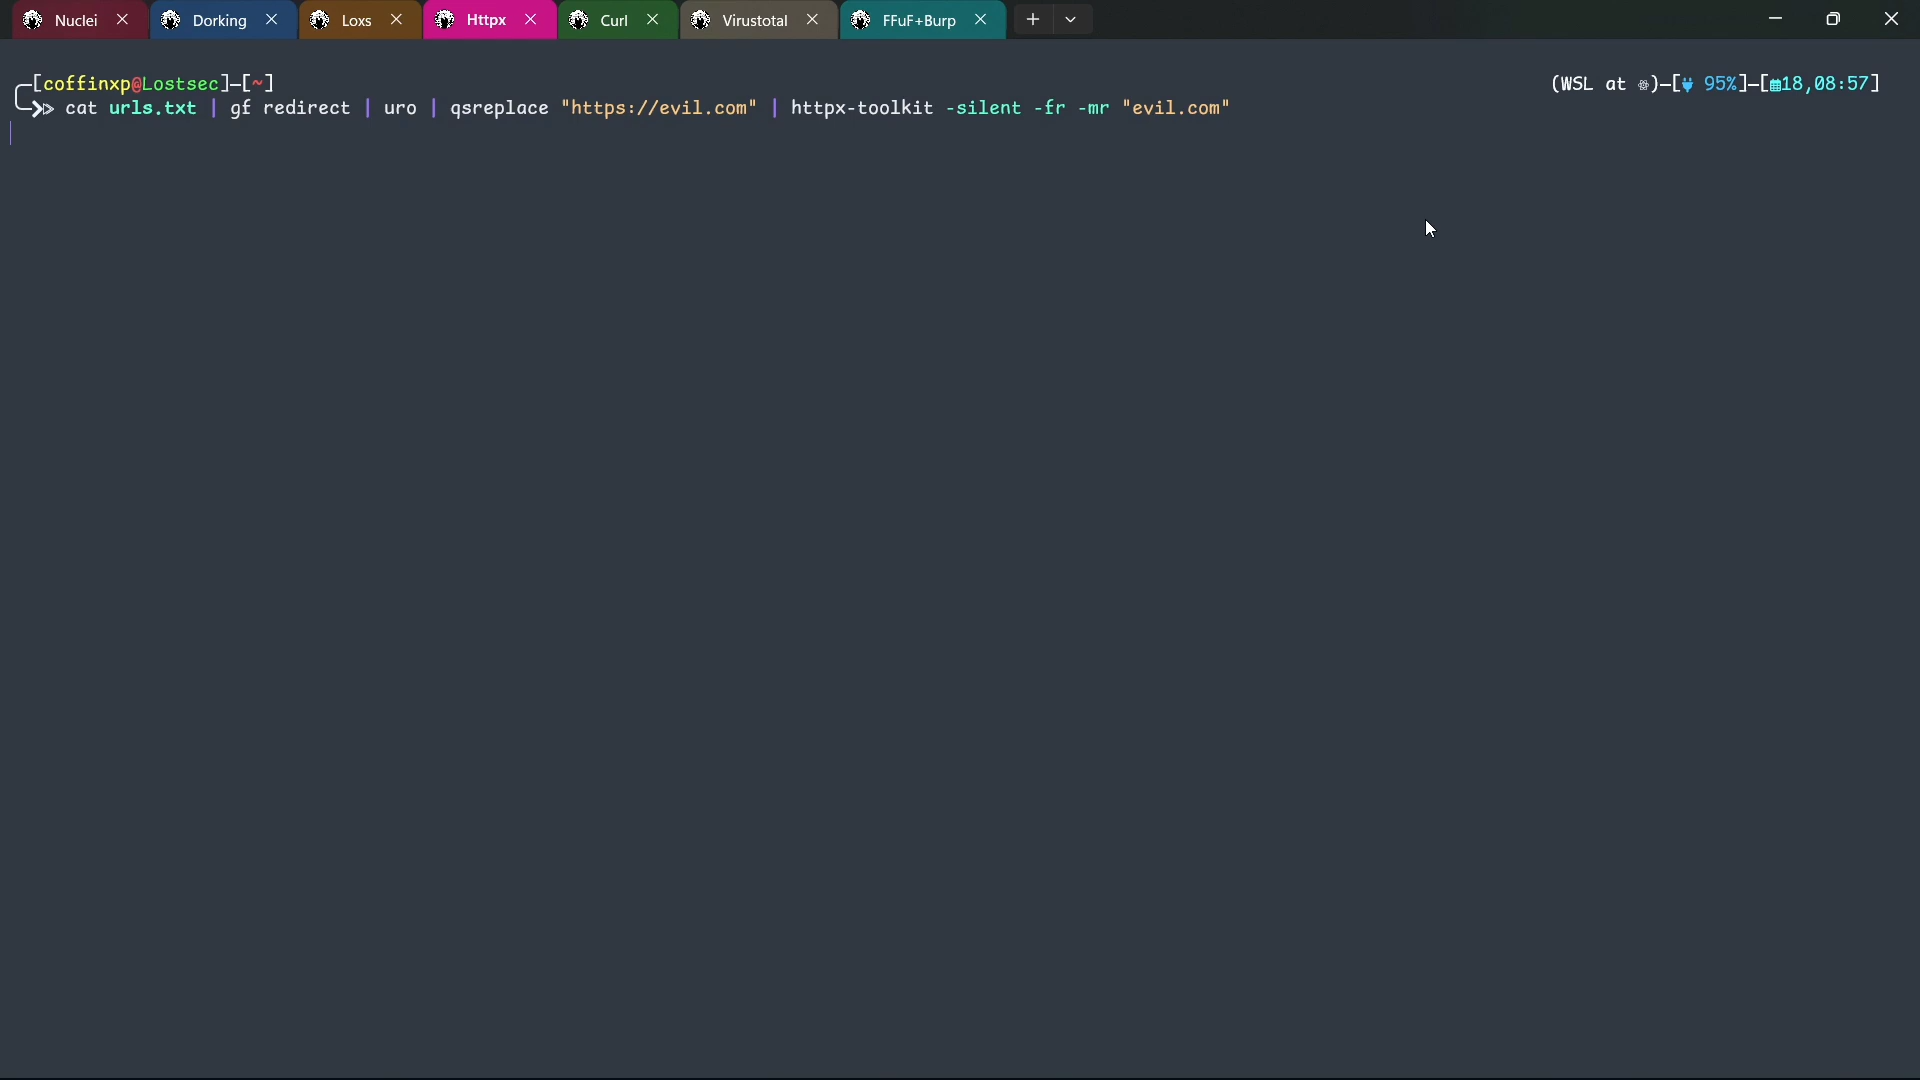 Nuclei Dorking Loxs Httpx Curl Virustotal FFuF+Burp
[coffinxp@Lostsec]-[~] (WSL at )-[ 95%]-[18,08:57]
cat urls.txt | gf redirect | uro | qsreplace "https://evil.com" | httpx-toolkit -silent -fr -mr "evil.com"